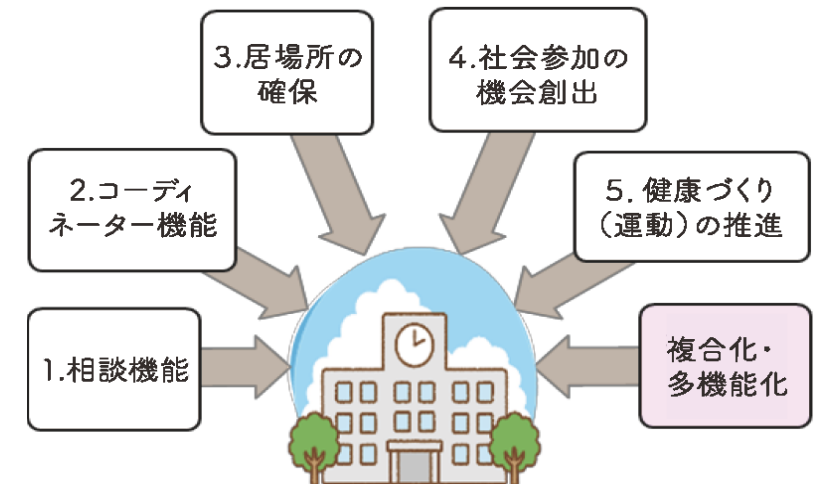 3.居場所の
確保
4.社会参加の
機会創出
2.コーディ
ネーター機能
5.健康づくり
(運動)の推進
1.相談機能
複合化・
多機能化